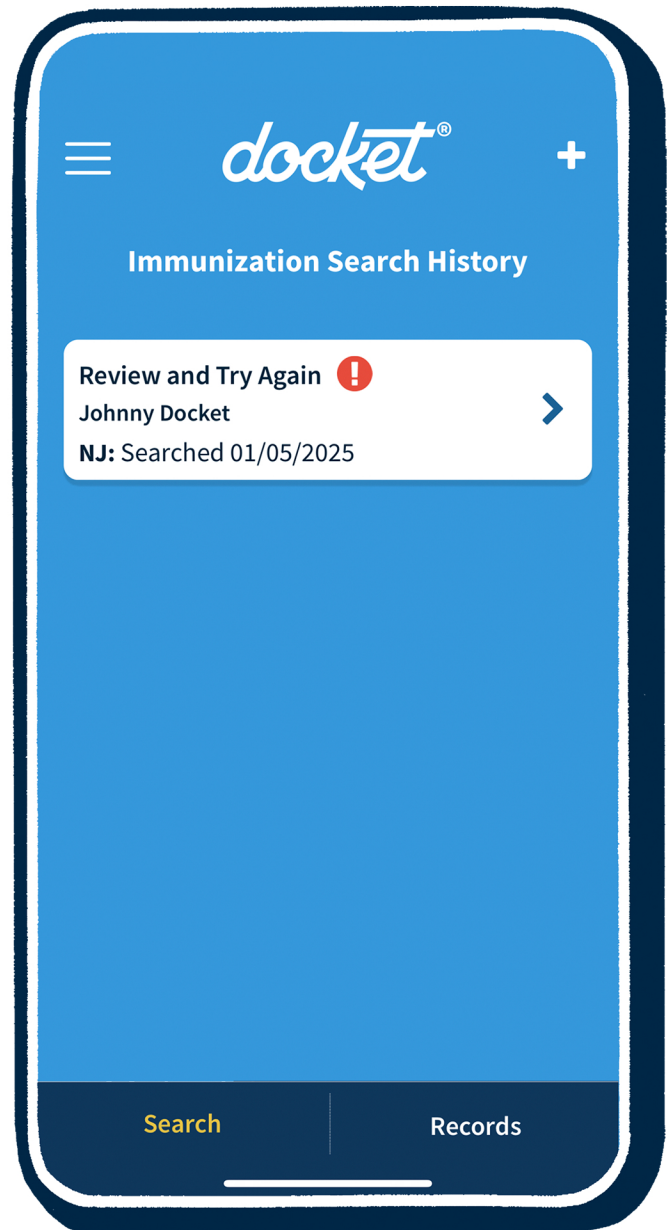 docket®
Immunization Search History
Review and Try Again
Johnny Docket
NJ: Searched 01/05/2025
Search
Records